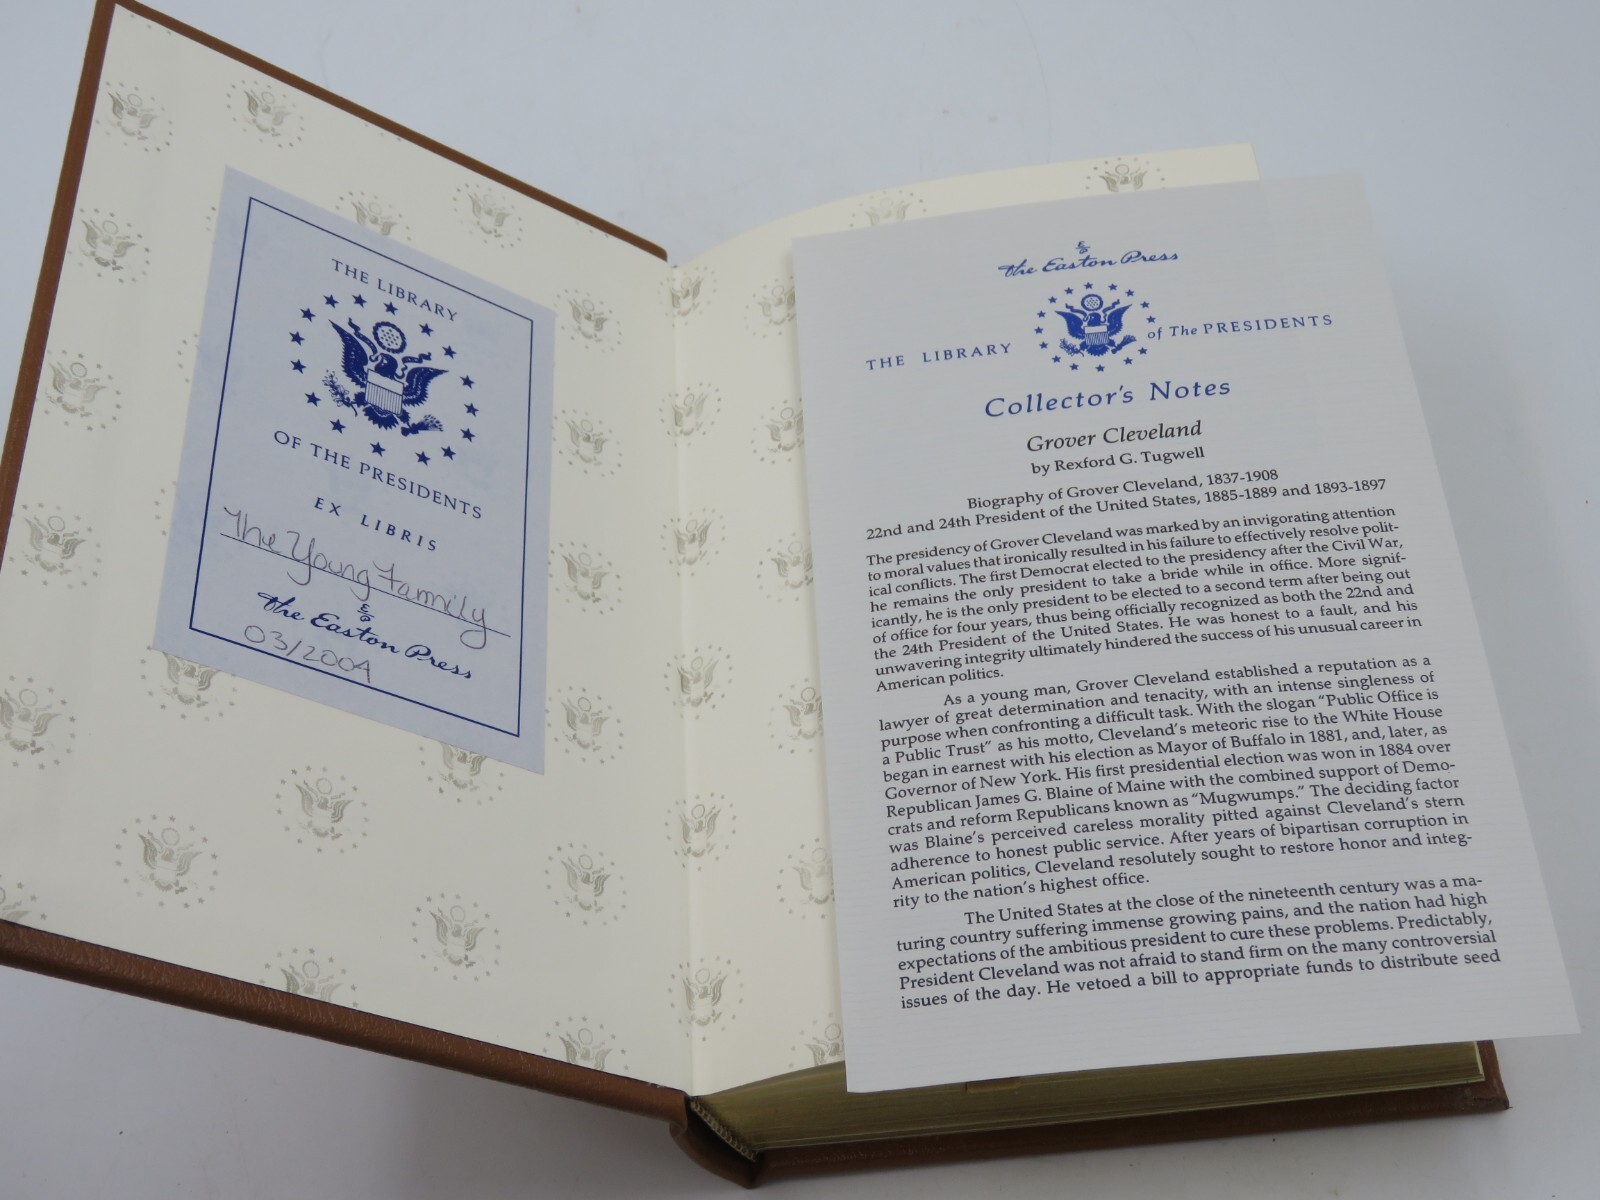 THE LIBRARY
OF THE PRESIDENTS
EX LIBRIS
The Young Family
The Easton Press
03/2004
The Easton Press
THE LIBRARY of The PRESIDENTS
Collector's Notes
Grover Cleveland
by Rexford G. Tugwell
Biography of Grover Cleveland, 1837-1908
22nd and 24th President of the United States, 1885-1889 and 1893-1897
The presidency of Grover Cleveland was marked by an invigorating attention
to moral values that ironically resulted in his failure to effectively resolve polit-
ical conflicts. The first Democrat elected to the presidency after the Civil War,
he remains the only president to take a bride while in office. More signif-
icantly, he is the only president to be elected to a second term after being out
of office for four years, thus being officially recognized as both the 22nd and
the 24th President of the United States. He was honest to a fault, and his
unwavering integrity ultimately hindered the success of his unusual career in
American politics.
As a young man, Grover Cleveland established a reputation as a
lawyer of great determination and tenacity, with an intense singleness of
purpose when confronting a difficult task. With the slogan "Public Office is
a Public Trust" as his motto, Cleveland's meteoric rise to the White House
began in earnest with his election as Mayor of Buffalo in 1881, and, later, as
Governor of New York. His first presidential election was won in 1884 over
Republican James G. Blaine of Maine with the combined support of Demo-
crats and reform Republicans known as "Mugwumps." The deciding factor
was Blaine's perceived careless morality pitted against Cleveland's stern
adherence to honest public service. After years of bipartisan corruption in
American politics, Cleveland resolutely sought to restore honor and integ-
rity to the nation's highest office.
The United States at the close of the nineteenth century was a ma-
turing country suffering immense growing pains, and the nation had high
expectations of the ambitious president to cure these problems. Predictably,
President Cleveland was not afraid to stand firm on the many controversial
issues of the day. He vetoed a bill to appropriate funds to distribute seed